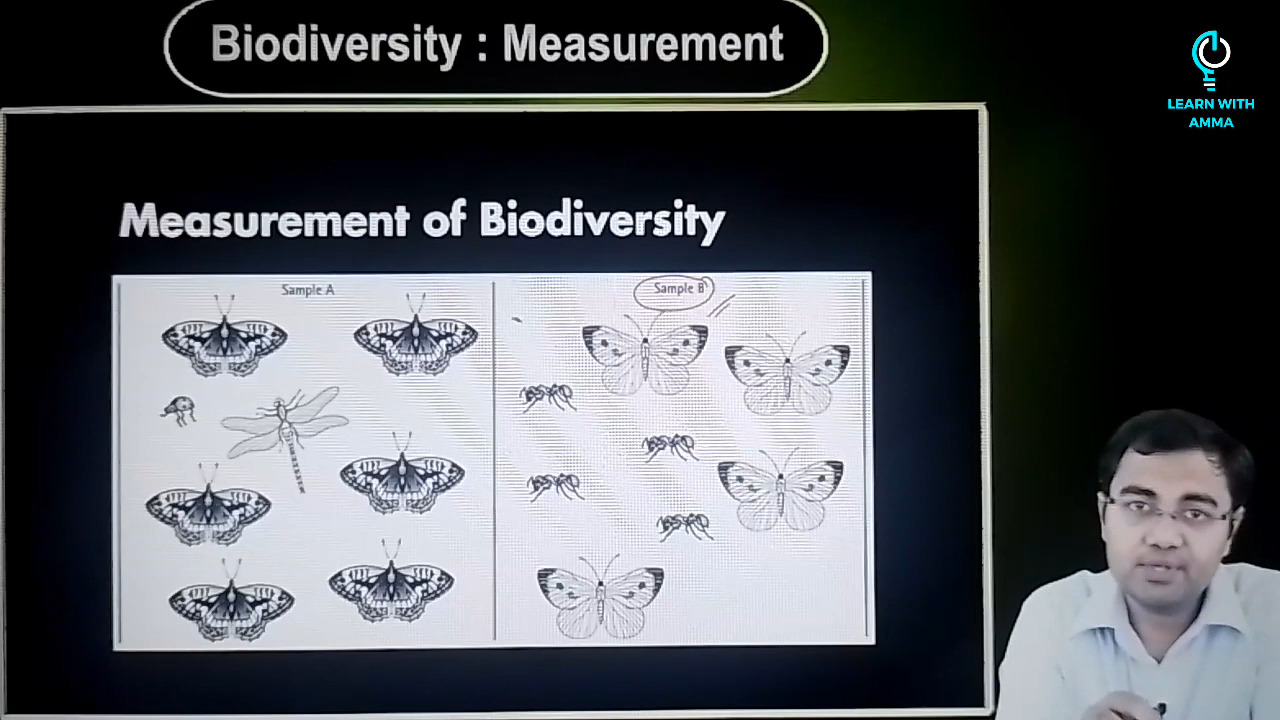 Biodiversity : Measurement
LEARN WITH
AMMA
Measurement of Biodiversity
Sample A
Sample B